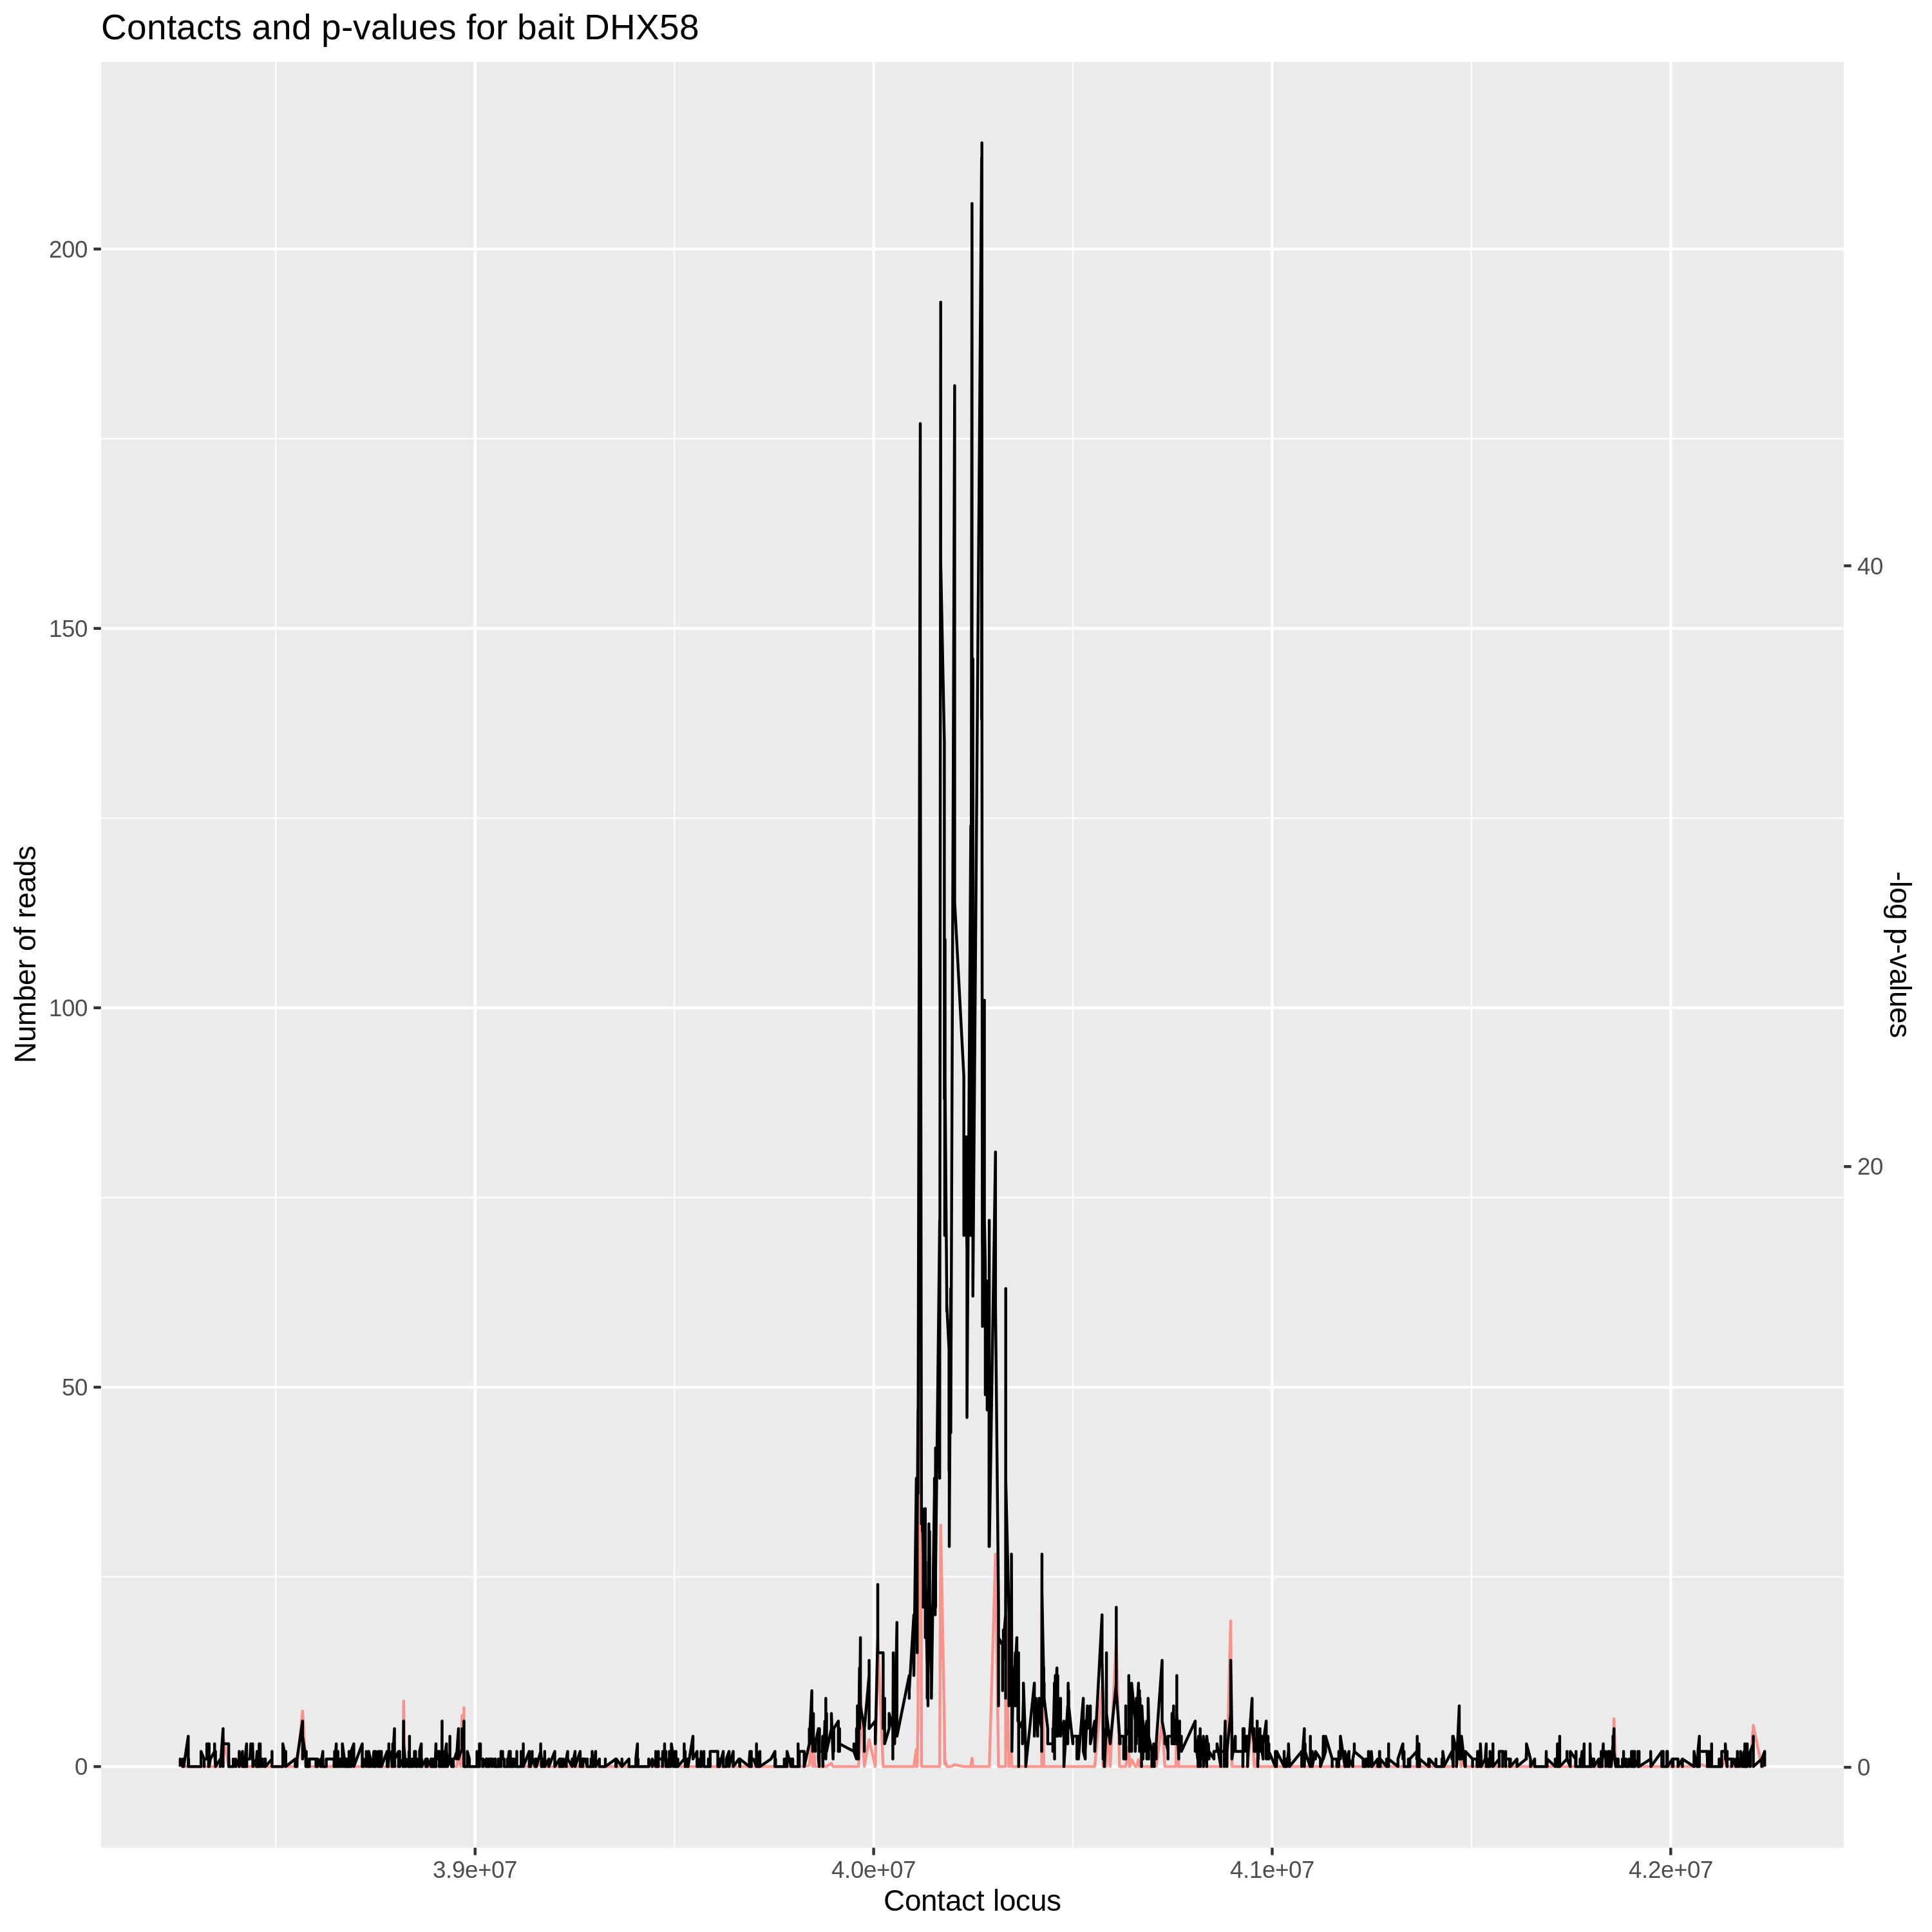 Contacts and p-values for bait DHX58
200
150
100
50
0
Number of reads
40
20
0
-log p-values
3.9e+07
4.0e+07
4.1e+07
4.2e+07
Contact locus